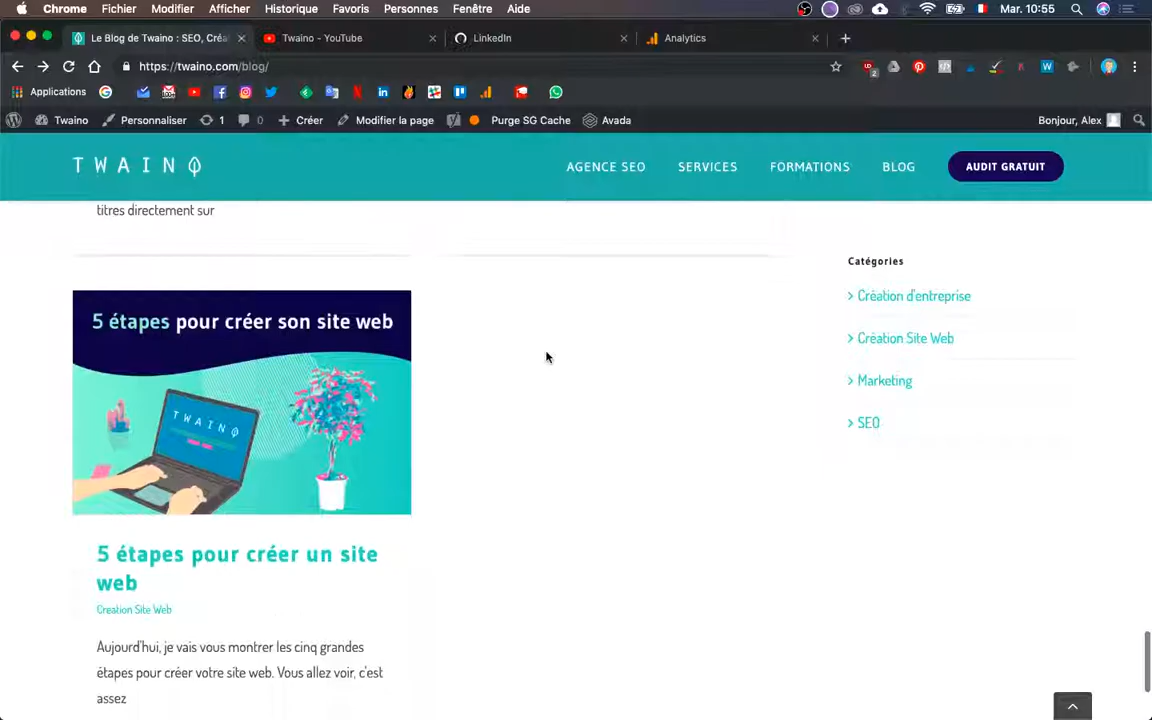 Chrome Fichier Modifier Afficher Historique Favoris Personnes Fenêtre Aide Mar. 10:55
Le Blog de Twaino : SEO, Créa Twaino - YouTube LinkedIn Analytics
https://twaino.com/blog/
Applications
Twaino Personnaliser 1 0 Créer Modifier la page Purge SG Cache Avada Bonjour, Alex
TWAINO AGENCE SEO SERVICES FORMATIONS BLOG AUDIT GRATUIT
titres directement sur
Catégories
Création d'entreprise
Création Site Web
Marketing
SEO
5 étapes pour créer son site web
TWAINO
5 étapes pour créer un site
web
Creation Site Web
Aujourd'hui, je vais vous montrer les cinq grandes
étapes pour créer votre site web. Vous allez voir, c'est
assez